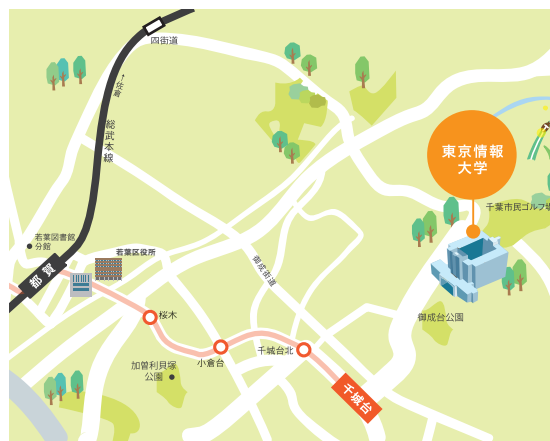 四街道
↑佐倉
総武本線
東京情報
大学
千葉市民ゴルフ場
若葉図書館
分館
若葉区役所
都賀
御成街道
桜木
御成台公園
千城台北
小倉台
加曽利貝塚
公園
千城台